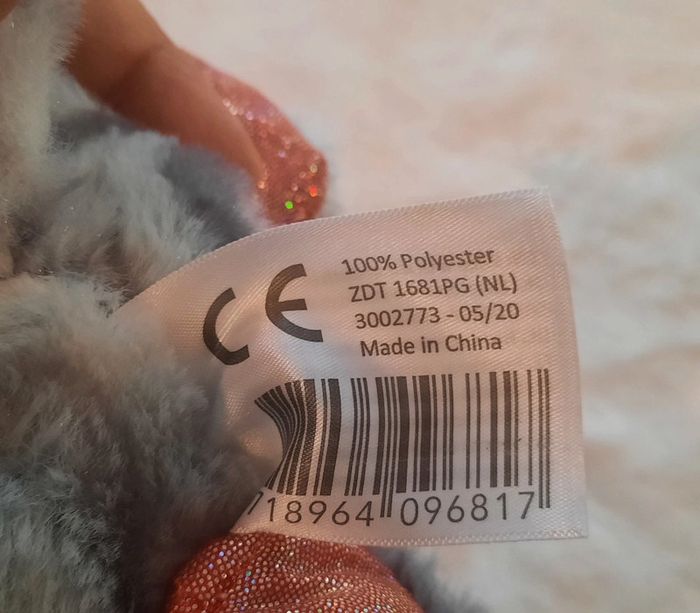 CE
100% Polyester
ZDT 1681PG (NL)
3002773 - 05/20
Made in China
718964 096817